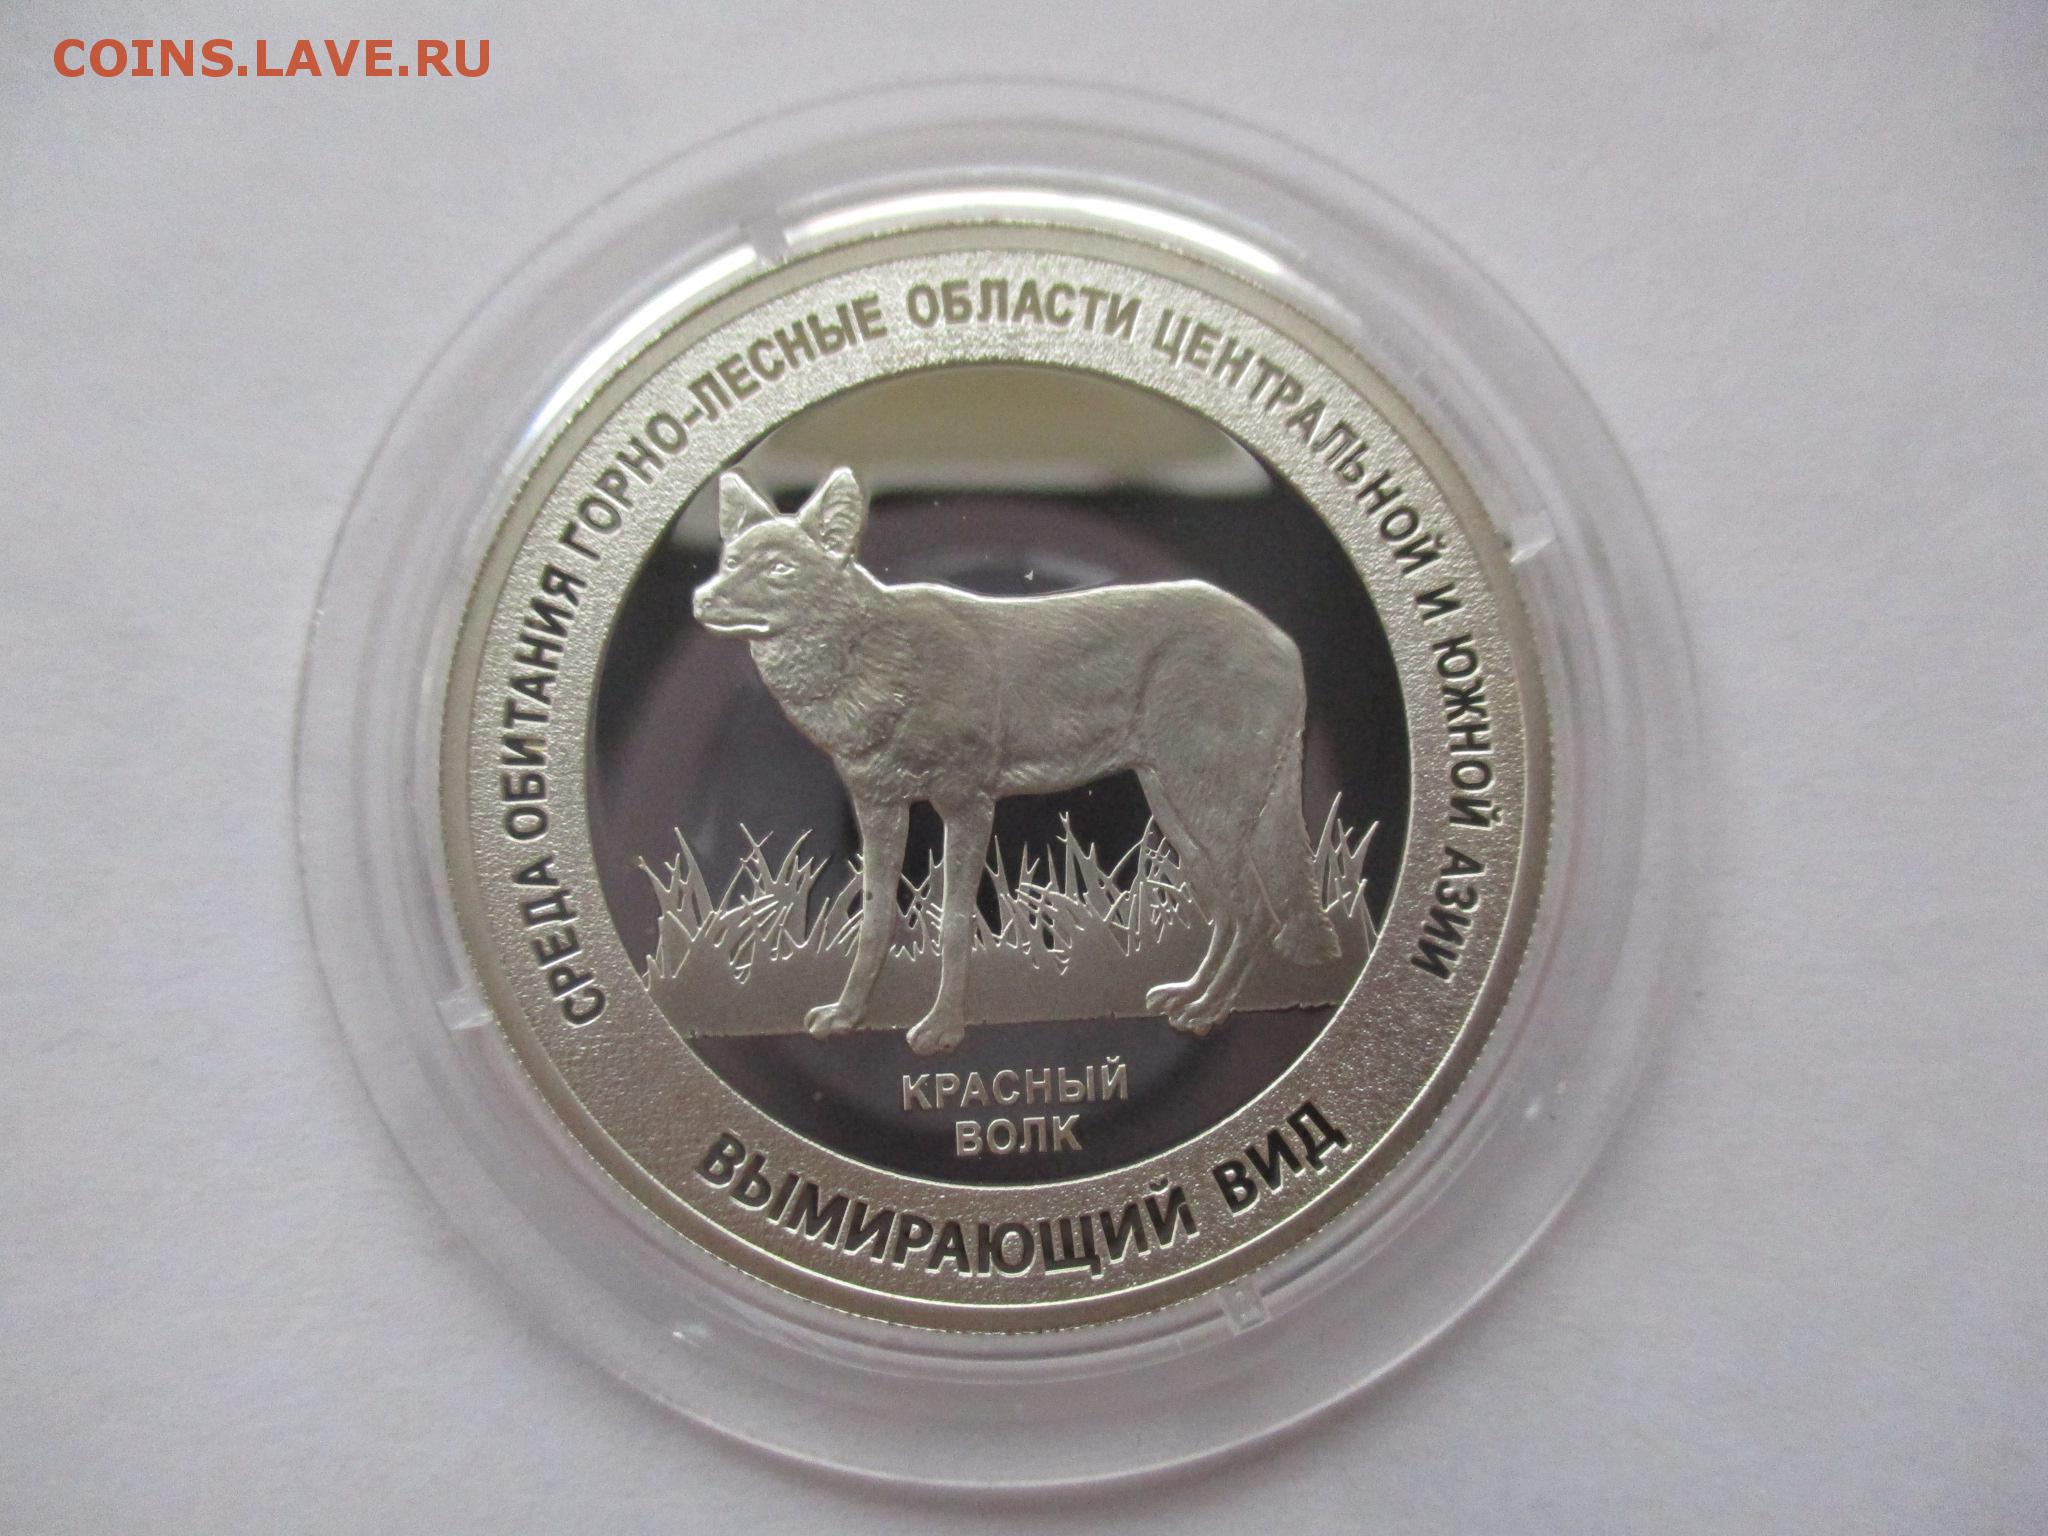 COINS.LAVE.RU
СРЕДА ОБИТАНИЯ ГОРНО-ЛЕСНЫЕ ОБЛАСТИ ЦЕНТРАЛЬНОЙ И ЮЖНОЙ АЗИИ
КРАСНЫЙ
ВОЛК
ВЫМИРАЮЩИЙ ВИД